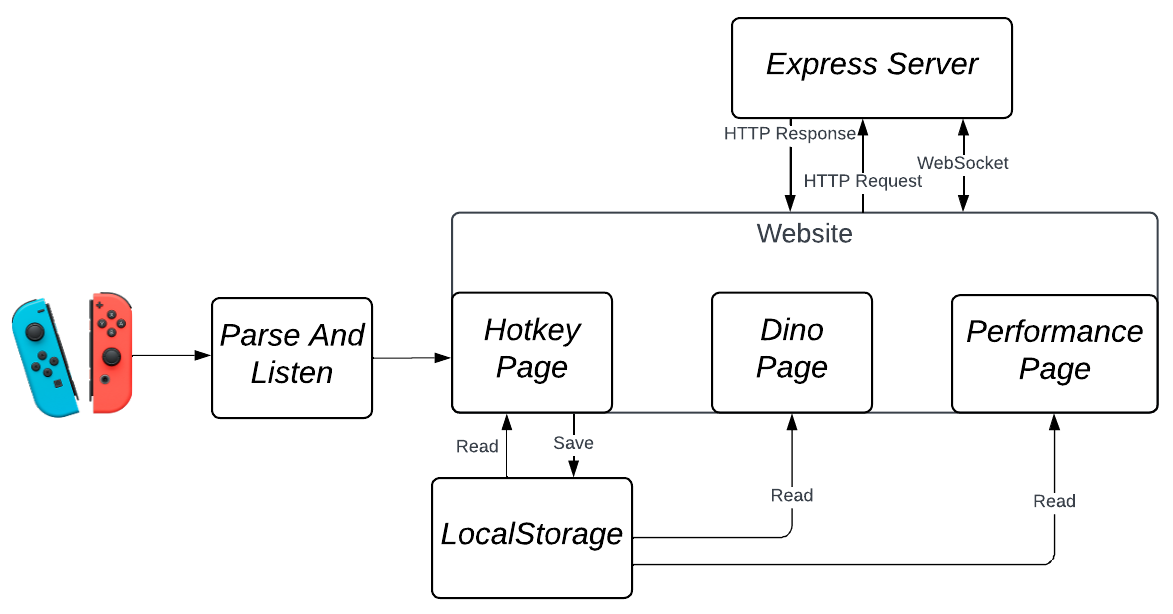 Express Server
HTTP Response
WebSocket
HTTP Request
Website
Parse And
Listen
Hotkey
Page
Dino
Page
Performance
Page
Read
Save
Read
Read
LocalStorage